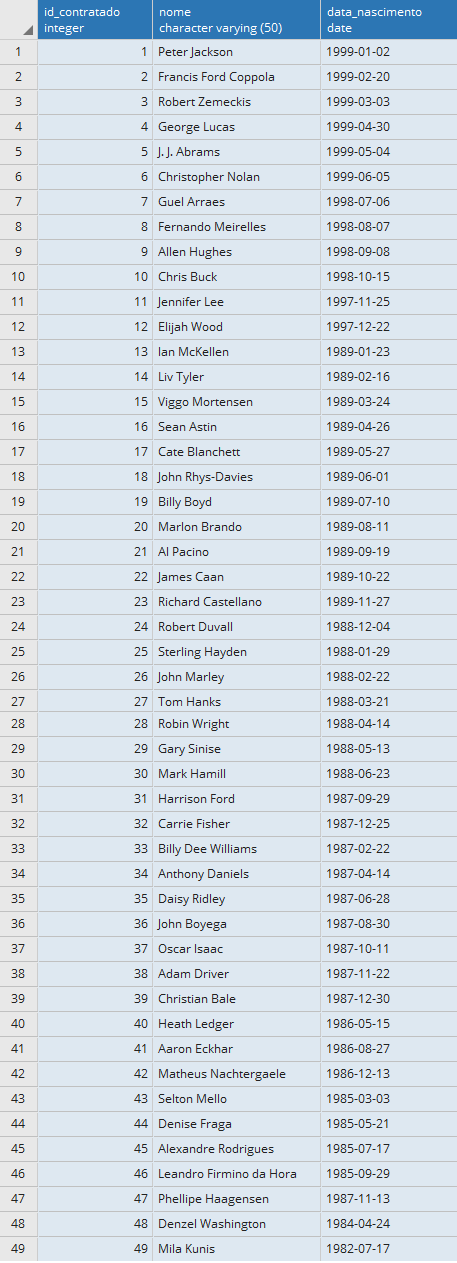 id_contratado nome data_nascimento
integer character varying (50) date
1 1 Peter Jackson 1999-01-02
2 2 Francis Ford Coppola 1999-02-20
3 3 Robert Zemeckis 1999-03-03
4 4 George Lucas 1999-04-30
5 5 J. J. Abrams 1999-05-04
6 6 Christopher Nolan 1999-06-05
7 7 Guel Arraes 1998-07-06
8 8 Fernando Meirelles 1998-08-07
9 9 Allen Hughes 1998-09-08
10 10 Chris Buck 1998-10-15
11 11 Jennifer Lee 1997-11-25
12 12 Elijah Wood 1997-12-22
13 13 Ian McKellen 1989-01-23
14 14 Liv Tyler 1989-02-16
15 15 Viggo Mortensen 1989-03-24
16 16 Sean Astin 1989-04-26
17 17 Cate Blanchett 1989-05-27
18 18 John Rhys-Davies 1989-06-01
19 19 Billy Boyd 1989-07-10
20 20 Marlon Brando 1989-08-11
21 21 Al Pacino 1989-09-19
22 22 James Caan 1989-10-22
23 23 Richard Castellano 1989-11-27
24 24 Robert Duvall 1988-12-04
25 25 Sterling Hayden 1988-01-29
26 26 John Marley 1988-02-22
27 27 Tom Hanks 1988-03-21
28 28 Robin Wright 1988-04-14
29 29 Gary Sinise 1988-05-13
30 30 Mark Hamill 1988-06-23
31 31 Harrison Ford 1987-09-29
32 32 Carrie Fisher 1987-12-25
33 33 Billy Dee Williams 1987-02-22
34 34 Anthony Daniels 1987-04-14
35 35 Daisy Ridley 1987-06-28
36 36 John Boyega 1987-08-30
37 37 Oscar Isaac 1987-10-11
38 38 Adam Driver 1987-11-22
39 39 Christian Bale 1987-12-30
40 40 Heath Ledger 1986-05-15
41 41 Aaron Eckhar 1986-08-27
42 42 Matheus Nachtergaele 1986-12-13
43 43 Selton Mello 1985-03-03
44 44 Denise Fraga 1985-05-21
45 45 Alexandre Rodrigues 1985-07-17
46 46 Leandro Firmino da Hora 1985-09-29
47 47 Phellipe Haagensen 1987-11-13
48 48 Denzel Washington 1984-04-24
49 49 Mila Kunis 1982-07-17